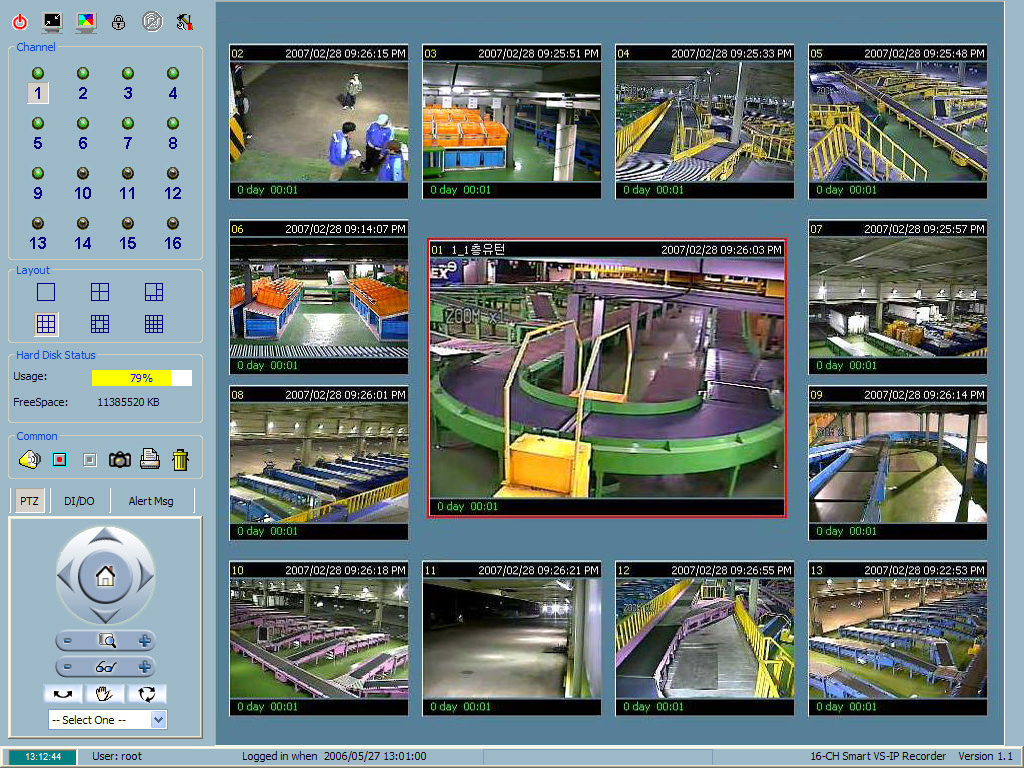 Channel
1 2 3 4
5 6 7 8
9 10 11 12
13 14 15 16
Layout
Hard Disk Status
Usage: 79%
FreeSpace: 11385520 KB
Common
PTZ DI/DO Alert Msg
-- Select One --
02 2007/02/28 09:26:15 PM
0 day 00:01
03 2007/02/28 09:25:51 PM
0 day 00:01
04 2007/02/28 09:25:33 PM
0 day 00:01
05 2007/02/28 09:25:48 PM
0 day 00:01
06 2007/02/28 09:14:07 PM
0 day 00:01
01 1_1층유턴 2007/02/28 09:26:03 PM
ZOOM x1
0 day 00:01
07 2007/02/28 09:25:57 PM
0 day 00:01
08 2007/02/28 09:26:01 PM
0 day 00:01
09 2007/02/28 09:26:14 PM
0 day 00:01
10 2007/02/28 09:26:18 PM
0 day 00:01
11 2007/02/28 09:26:21 PM
0 day 00:01
12 2007/02/28 09:26:55 PM
0 day 00:01
13 2007/02/28 09:22:53 PM
0 day 00:01
13:12:44 User: root Logged in when 2006/05/27 13:01:00 16-CH Smart VS-IP Recorder Version 1.1